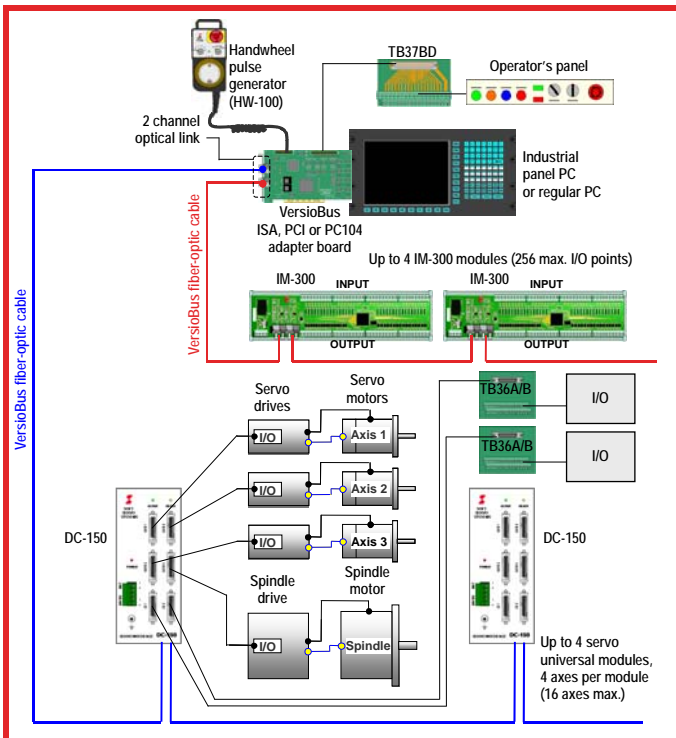 Handwheel
pulse
generator
(HW-100)
TB37BD
Operator's panel
2 channel
optical link
Industrial
panel PC
or regular PC
VersioBus
ISA, PCI or PC104
adapter board
VersioBus fiber-optic cable
VersioBus fiber-optic cable
Up to 4 IM-300 modules (256 max. I/O points)
IM-300
INPUT
IM-300
INPUT
OUTPUT
OUTPUT
Servo
drives
Servo
motors
TB36A/B
I/O
I/O
Axis 1
TB36A/B
I/O
I/O
Axis 2
DC-150
DC-150
I/O
Axis 3
Spindle
drive
Spindle
motor
I/O
Spindle
DC-150
DC-150
Up to 4 servo
universal modules,
4 axes per module
(16 axes max.)